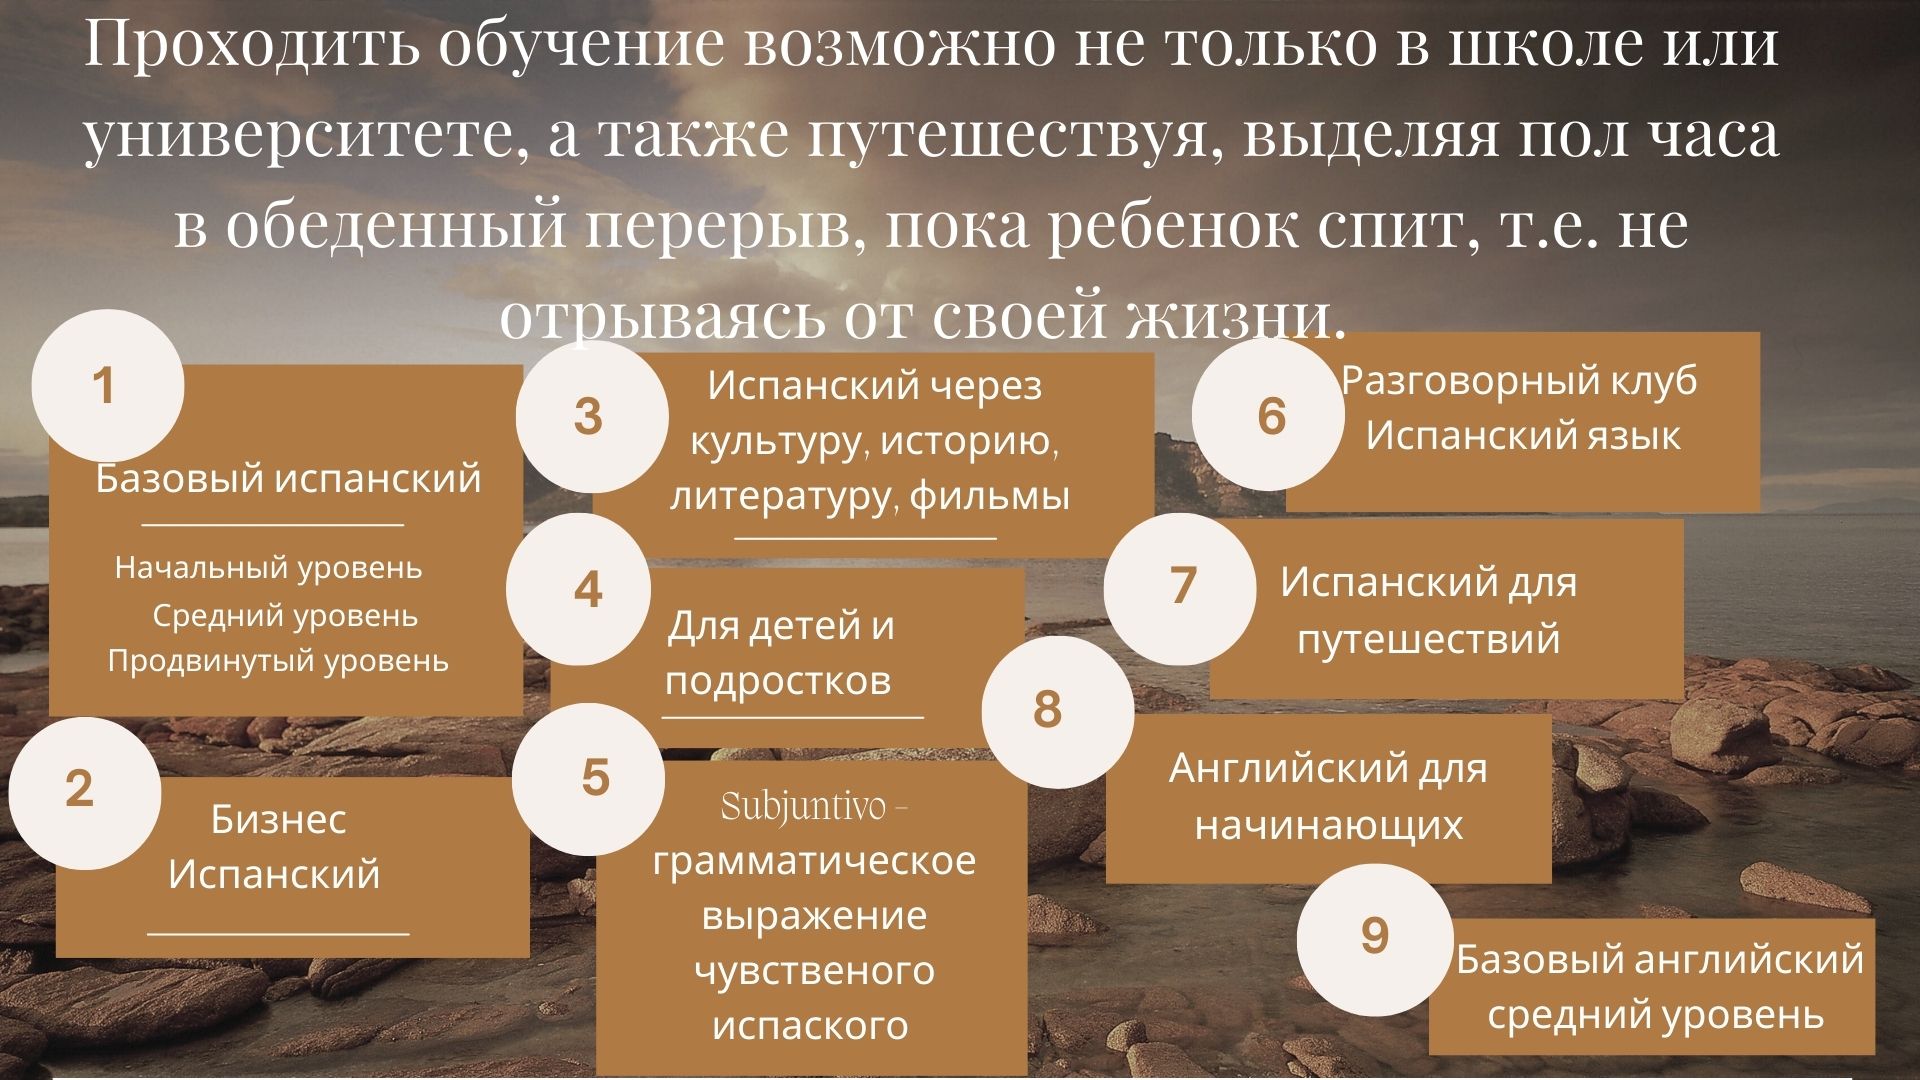 Проходить обучение возможно не только в школе или
университете, а также путешествуя, выделяя пол часа
в обеденный перерыв, пока ребенок спит, т.е. не
отрываясь от своей жизни.
1
Базовый испанский
Начальный уровень
Средний уровень
Продвинутый уровень
2
Бизнес
Испанский
3
Испанский через
культуру, историю,
литературу, фильмы
4
Для детей и
подростков
5
Subjuntivo -
грамматическое
выражение
чувственого
испаского
6
Разговорный клуб
Испанский язык
7
Испанский для
путешествий
8
Английский для
начинающих
9
Базовый английский
средний уровень